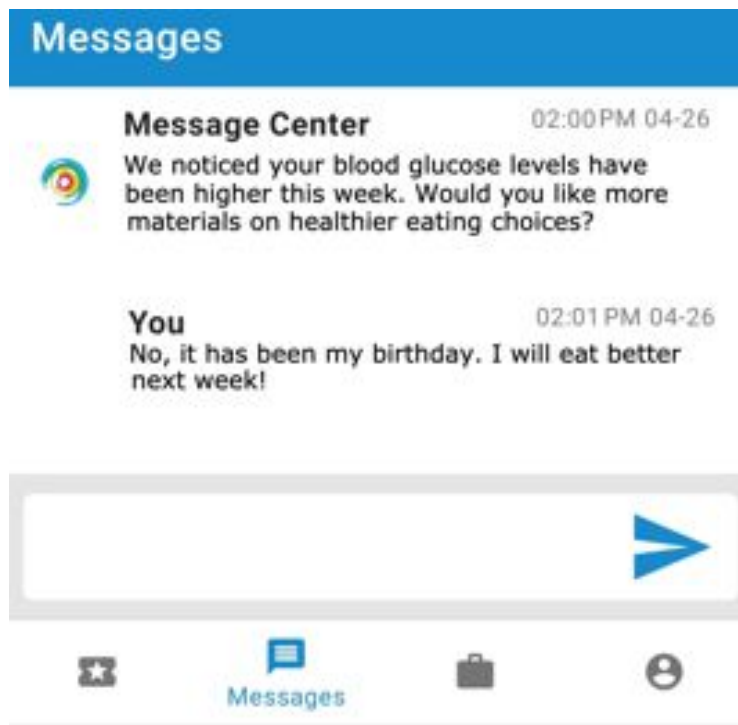 Messages
Message Center 02:00PM 04-26
We noticed your blood glucose levels have
been higher this week. Would you like more
materials on healthier eating choices?
You 02:01PM 04-26
No, it has been my birthday. I will eat better
next week!
Messages